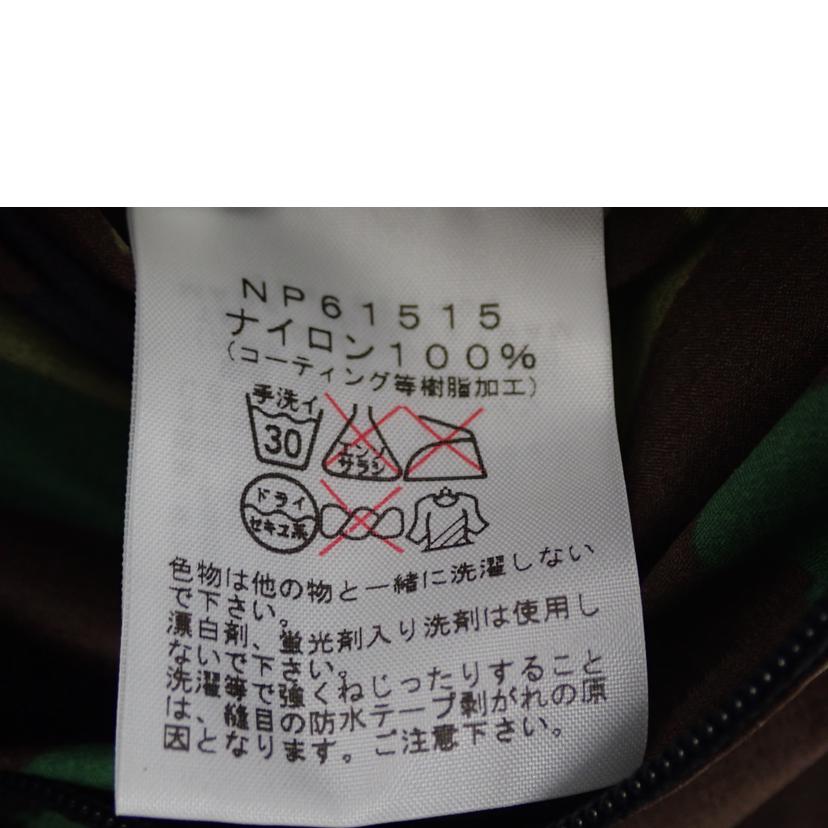 NP61515
ナイロン100%
(コーティング等樹脂加工)
手洗イ
30
エンソ
サラシ
ドライ
セキユ系
色物は他の物と一緒に洗濯しない
で下さい。
漂白剤、蛍光剤入り洗剤は使用し
ないで下さい。
洗濯等で強くねじったりすること
は、縫目の防水テープ剥がれの原
因となります。ご注意下さい。